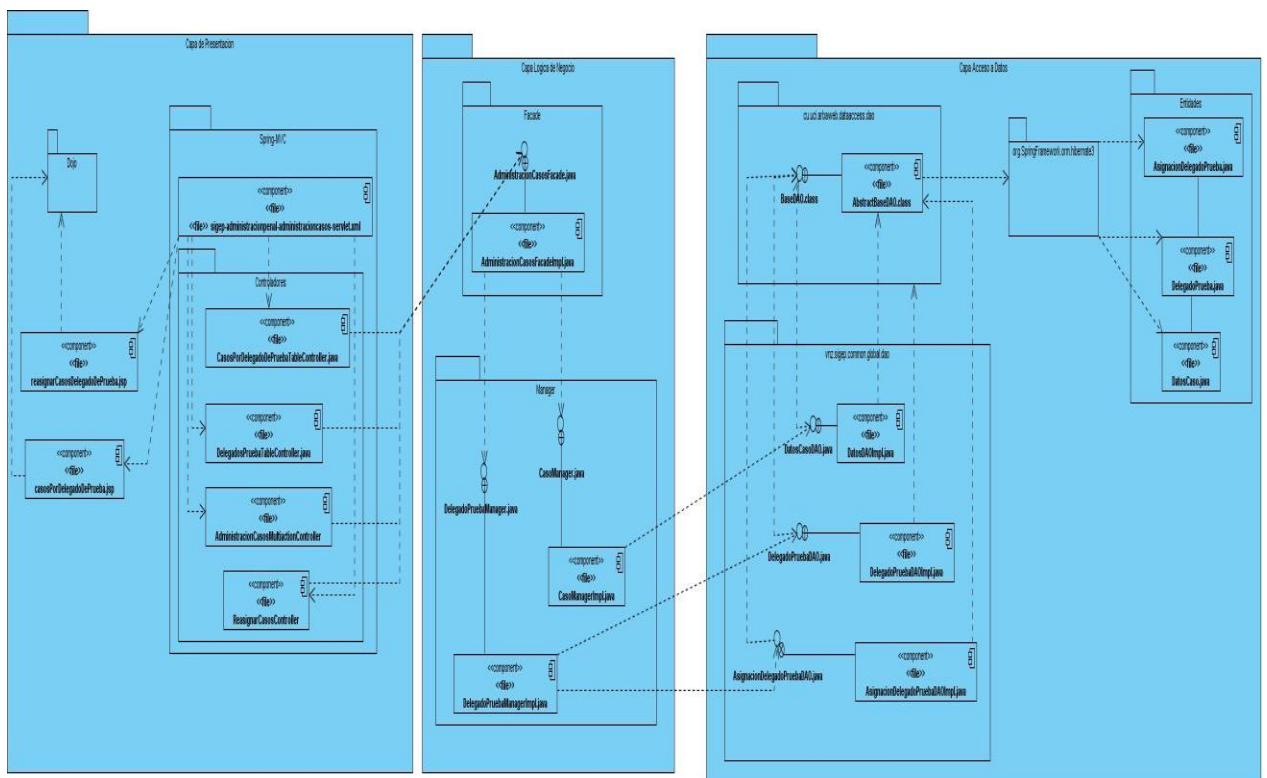 Capa de Presentacion
Dojo
Spring-MVC
<<component>>
<<file>>
<<file>> sigep-administracionpenal-administracioncasos-servlet.xml
Controladores
<<component>>
<<file>>
CasosPorDelegadoDePruebaTableController.java
<<component>>
<<file>>
reasignarCasosDelegadoDePrueba.jsp
<<component>>
<<file>>
DelegadosPruebaTableController.java
<<component>>
<<file>>
casosPorDelegadoDePrueba.jsp
<<component>>
<<file>>
AdministracionCasosMultiactionController
<<component>>
<<file>>
ReasignarCasosController
Capa Logica de Negocio
Facade
AdministracionCasosFacade.java
<<component>>
<<file>>
AdministracionCasosFacadeImpl.java
Manager
CasoManager.java
DelegadoPruebaManager.java
<<component>>
<<file>>
CasoManagerImpl.java
<<component>>
<<file>>
DelegadoPruebaManagerImpl.java
Capa Acceso a Datos
cu.uci.arbaweb.dataaccess.dao
BaseDAO.class
<<component>>
<<file>>
AbstractBaseDAO.class
org.SpringFramework.orm.hibernate3
Entidades
<<component>>
<<file>>
AsignacionDelegadoPrueba.java
<<component>>
<<file>>
DelegadoPrueba.java
<<component>>
<<file>>
DatosCaso.java
vnz.sigep.common.global.dao
DatosCasoDAO.java
<<component>>
<<file>>
DatosDAOImpl.java
DelegadoPruebaDAO.java
<<component>>
<<file>>
DelegadoPruebaDAOImpl.java
AsignacionDelegadoPruebaDAO.java
<<component>>
<<file>>
AsignacionDelegadoPruebaDAOImpl.java